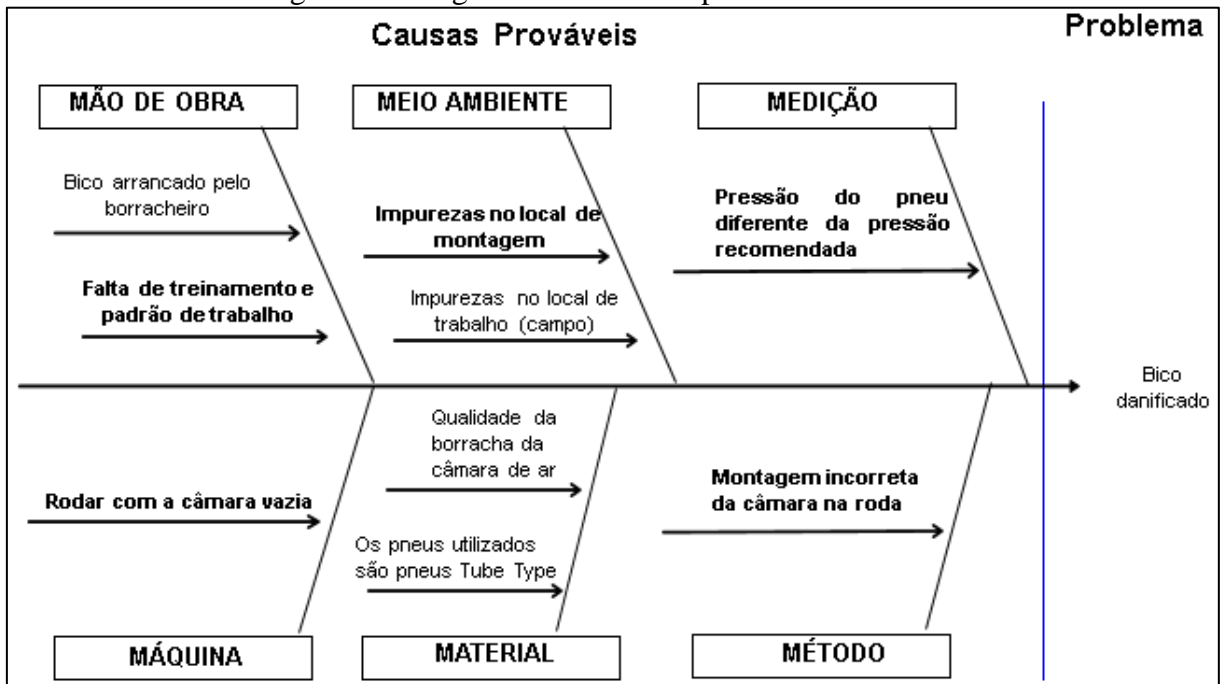 Causas Prováveis
Problema
MÃO DE OBRA
MEIO AMBIENTE
MEDIÇÃO
Bico arrancado pelo
borracheiro
Falta de treinamento e
padrão de trabalho
Impurezas no local de
montagem
Impurezas no local de
trabalho (campo)
Pressão do pneu
diferente da pressão
recomendada
Bico
danificado
Rodar com a câmara vazia
Qualidade da
borracha da
câmara de ar
Os pneus utilizados
são pneus Tube Type
Montagem incorreta
da câmara na roda
MÁQUINA
MATERIAL
MÉTODO